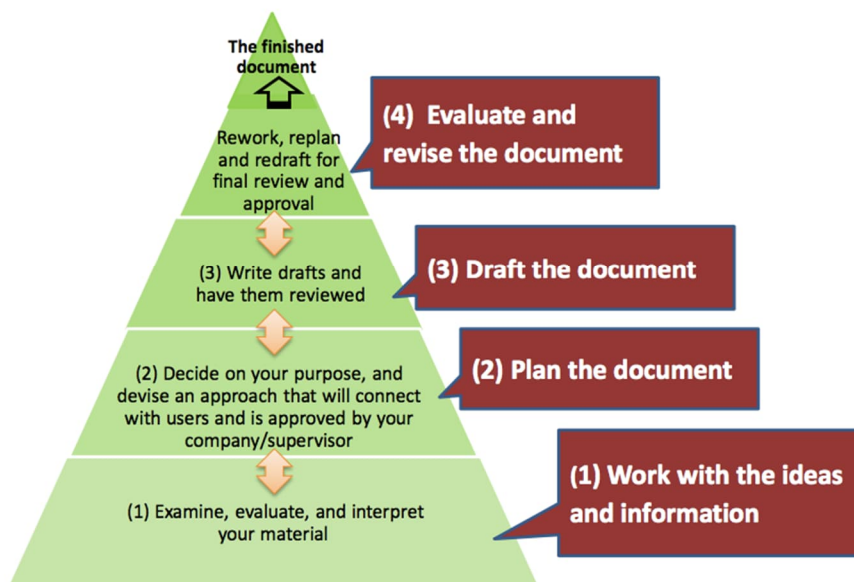 The finished
document
(4) Evaluate and
revise the document
Rework, replan
and redraft for
final review and
approval
(3) Draft the document
(3) Write drafts and
have them reviewed
(2) Plan the document
(2) Decide on your purpose, and
devise an approach that will connect
with users and is approved by your
company/supervisor
(1) Work with the ideas
and information
(1) Examine, evaluate, and interpret
your material